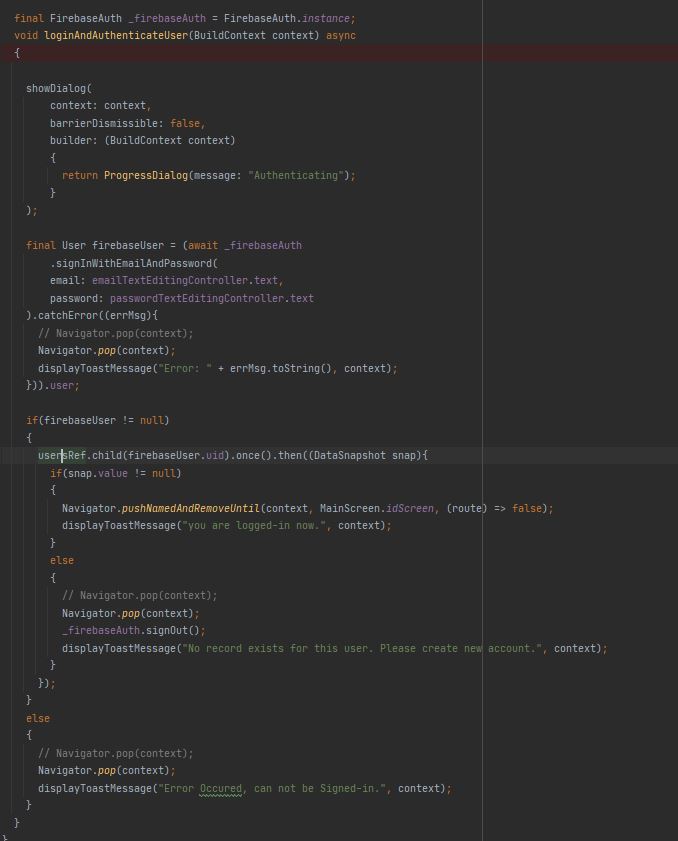 final FirebaseAuth _firebaseAuth = FirebaseAuth.instance;
void loginAndAuthenticateUser(BuildContext context) async
{
showDialog(
context: context,
barrierDismissible: false,
builder: (BuildContext context)
{
return ProgressDialog(message: "Authenticating");
}
);
final User firebaseUser = (await _firebaseAuth
.signInWithEmailAndPassword(
email: emailTextEditingController.text,
password: passwordTextEditingController.text
).catchError((errMsg){
// Navigator.pop(context);
Navigator.pop(context);
displayToastMessage("Error: " + errMsg.toString(), context);
})).user;
if(firebaseUser != null)
{
usersRef.child(firebaseUser.uid).once().then((DataSnapshot snap){
if(snap.value != null)
{
Navigator.pushNamedAndRemoveUntil(context, MainScreen.idScreen, (route) => false);
displayToastMessage("you are logged-in now.", context);
}
else
{
// Navigator.pop(context);
Navigator.pop(context);
_firebaseAuth.signOut();
displayToastMessage("No record exists for this user. Please create new account.", context);
}
});
}
else
{
// Navigator.pop(context);
Navigator.pop(context);
displayToastMessage("Error Occured, can not be Signed-in.", context);
}
}
}